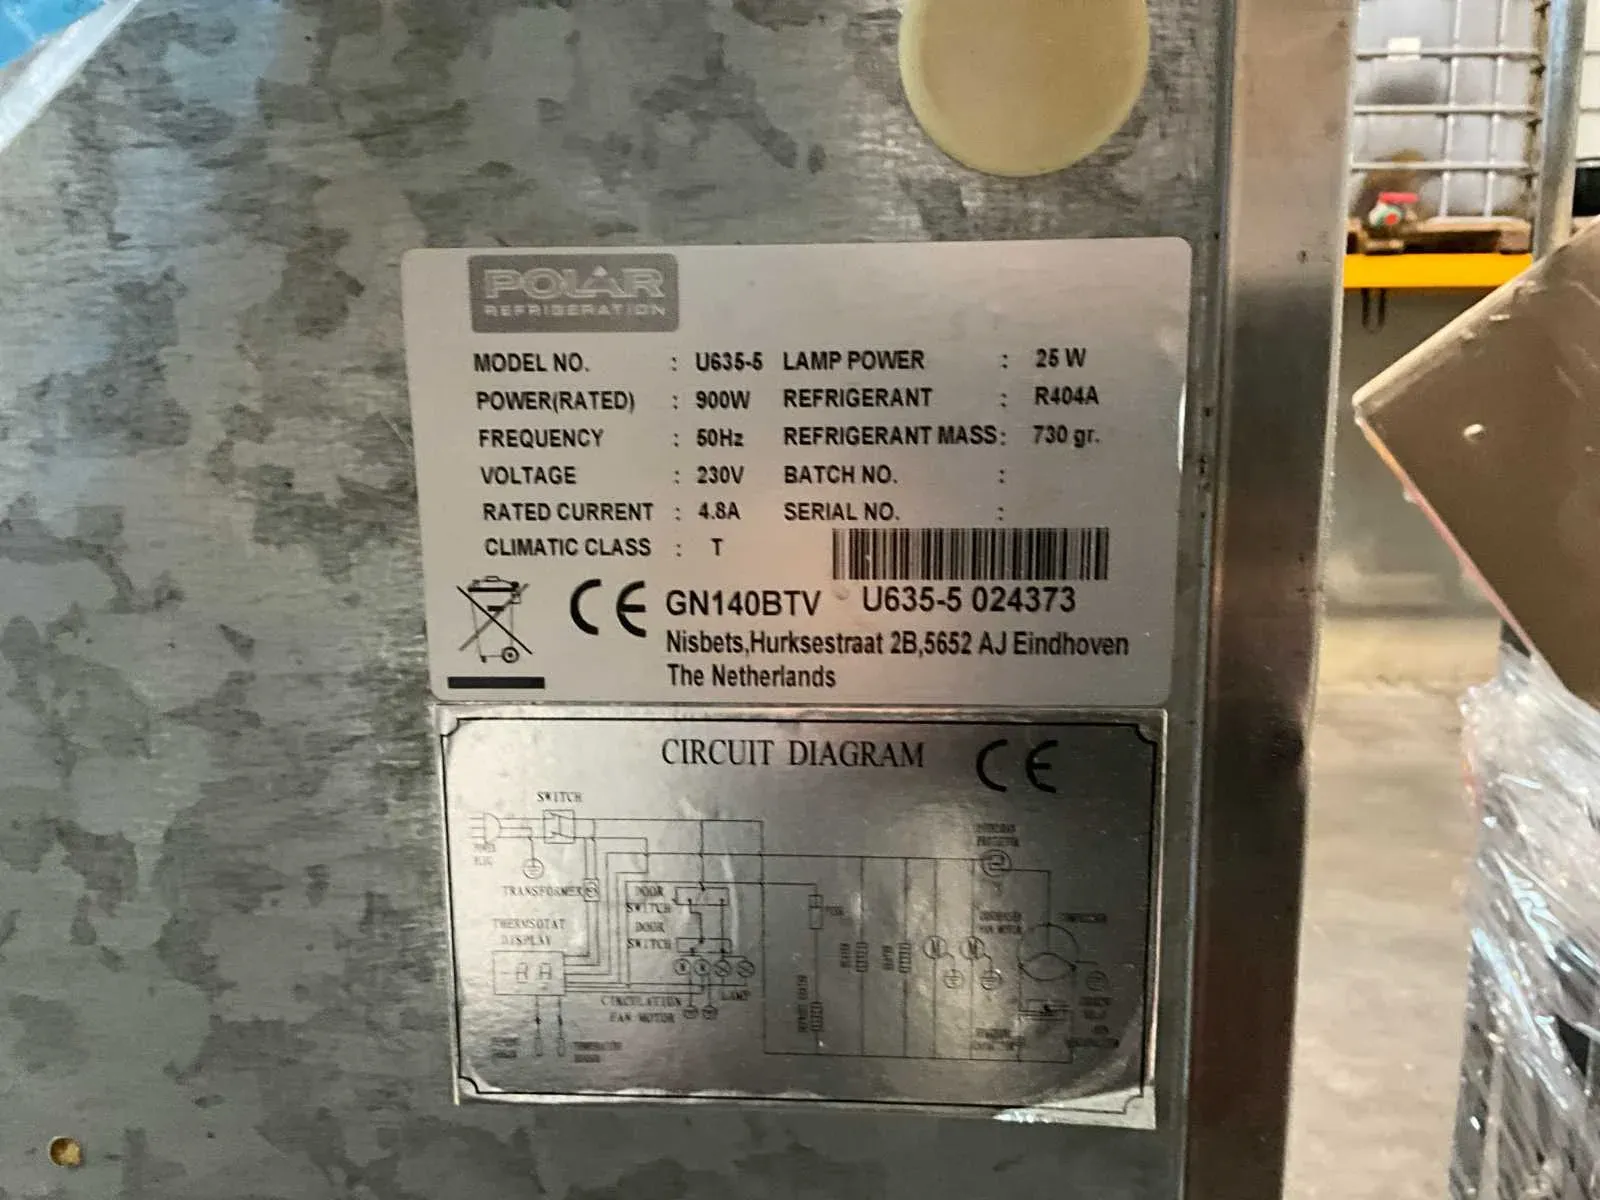 POLAR
REFRIGERATION
MODEL NO. : U635-5 LAMP POWER : 25 W
POWER(RATED) : 900W REFRIGERANT : R404A
FREQUENCY : 50Hz REFRIGERANT MASS: 730 gr.
VOLTAGE : 230V BATCH NO. :
RATED CURRENT : 4.8A SERIAL NO. :
CLIMATIC CLASS : T
CE GN140BTV U635-5 024373
Nisbets,Hurksestraat 2B,5652 AJ Eindhoven
The Netherlands
CIRCUIT DIAGRAM CE
SWITCH
POWER
PLUG
TRANSFORMER
DOOR
SWITCH
THERMSOTAT
DISPLAY
DOOR
SWITCH
CIRCULATION
FAN MOTOR
LAMP
M M